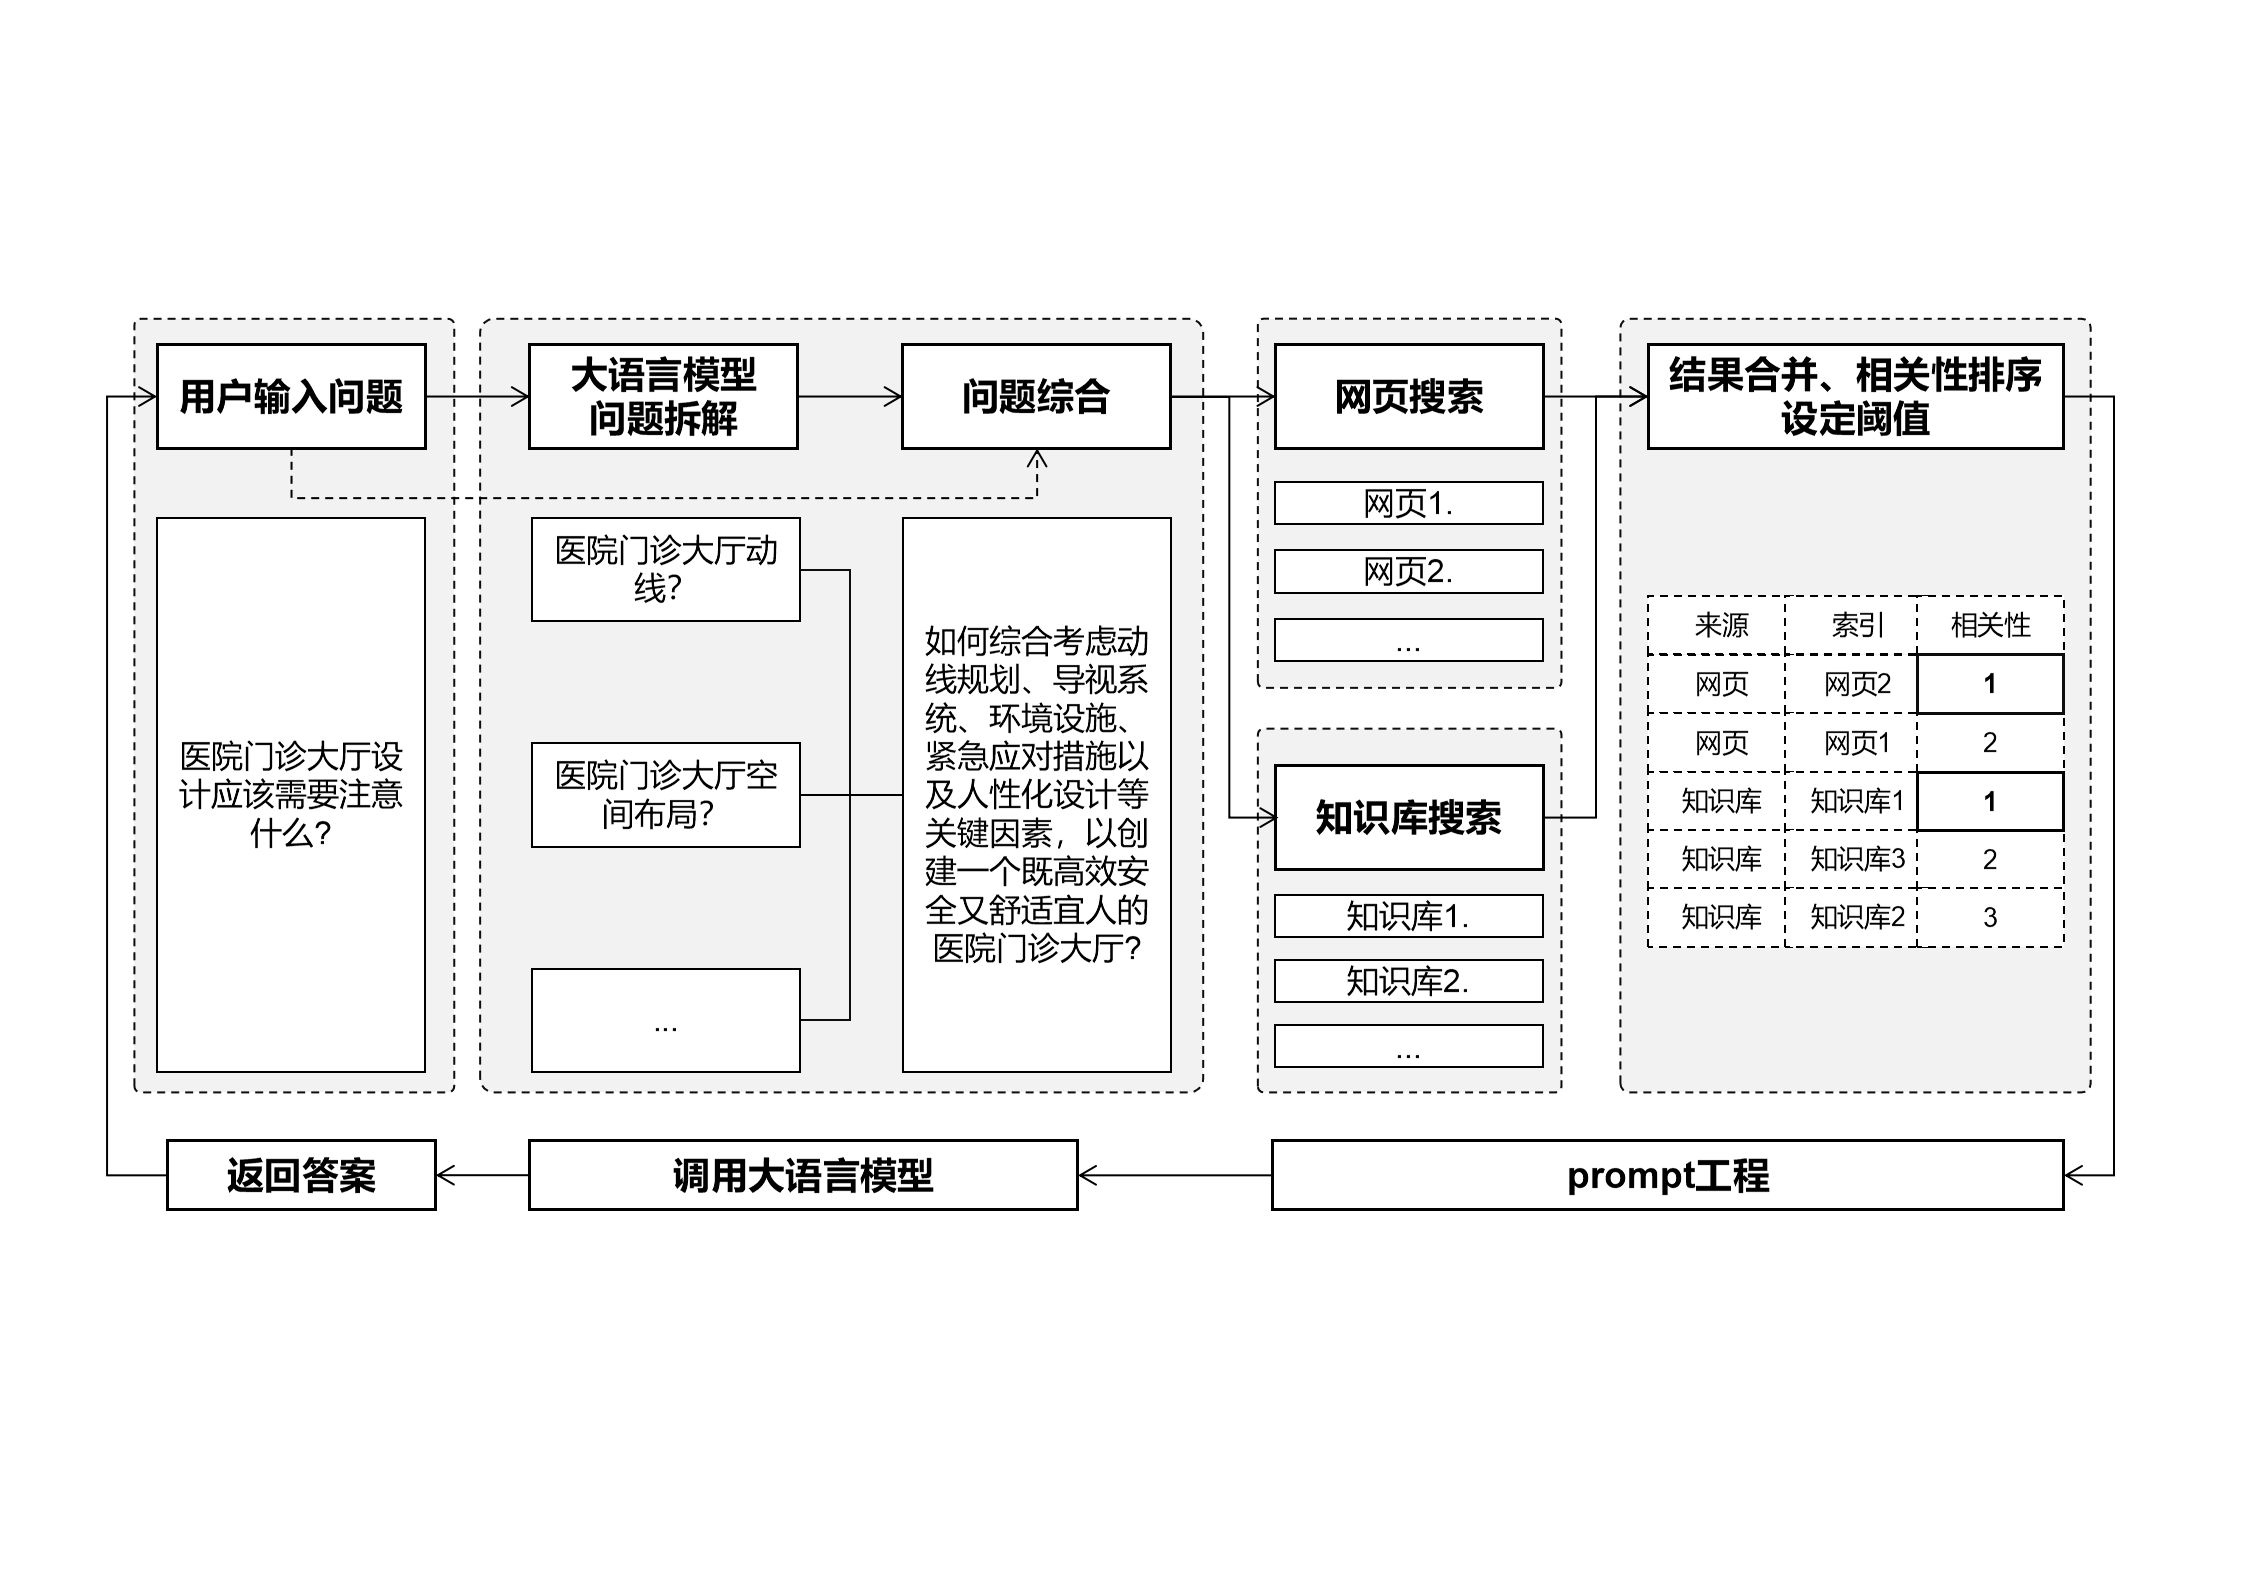 用户输入问题
大语言模型
问题拆解
问题综合
网页搜索
结果合并、相关性排序
设定阈值
医院门诊大厅设
计应该需要注意
什么?
医院门诊大厅动
线?
医院门诊大厅空
间布局?
...
如何综合考虑动
线规划、导视系
统、环境设施、
紧急应对措施以
及人性化设计等
关键因素，以创
建一个既高效安
全又舒适宜人的
医院门诊大厅?
网页1.
网页2.
...
知识库搜索
知识库1.
知识库2.
...
来源 索引 相关性
网页 网页2 1
网页 网页1 2
知识库 知识库1 1
知识库 知识库3 2
知识库 知识库2 3
返回答案
调用大语言模型
prompt工程